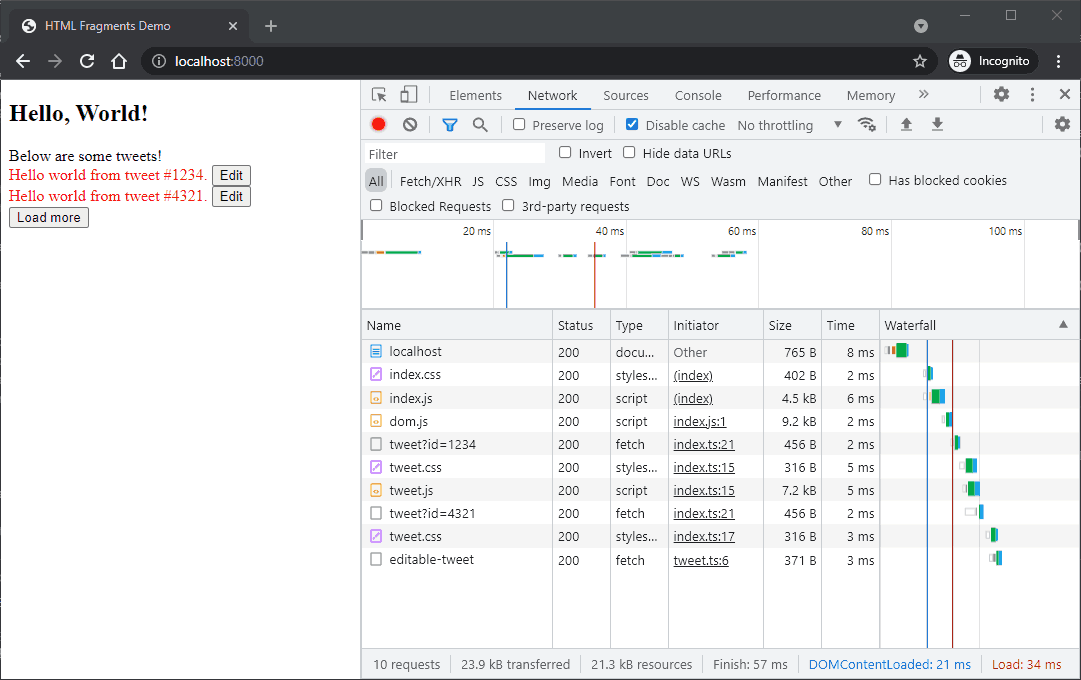 HTML Fragments Demo
localhost:8000
Incognito
Hello, World!
Below are some tweets!
Hello world from tweet #1234. Edit
Hello world from tweet #4321. Edit
Load more
Elements Network Sources Console Performance Memory
Preserve log Disable cache No throttling
Filter Invert Hide data URLs
All Fetch/XHR JS CSS Img Media Font Doc WS Wasm Manifest Other Has blocked cookies
Blocked Requests 3rd-party requests
20 ms 40 ms 60 ms 80 ms 100 ms
Name Status Type Initiator Size Time Waterfall
localhost 200 docu... Other 765 B 8 ms
index.css 200 styles... (index) 402 B 2 ms
index.js 200 script (index) 4.5 kB 6 ms
dom.js 200 script index.js:1 9.2 kB 2 ms
tweet?id=1234 200 fetch index.ts:21 456 B 2 ms
tweet.css 200 styles... index.ts:15 316 B 5 ms
tweet.js 200 script index.ts:15 7.2 kB 5 ms
tweet?id=4321 200 fetch index.ts:21 456 B 2 ms
tweet.css 200 styles... index.ts:17 316 B 3 ms
editable-tweet 200 fetch tweet.ts:6 371 B 3 ms
10 requests 23.9 kB transferred 21.3 kB resources Finish: 57 ms DOMContentLoaded: 21 ms Load: 34 ms